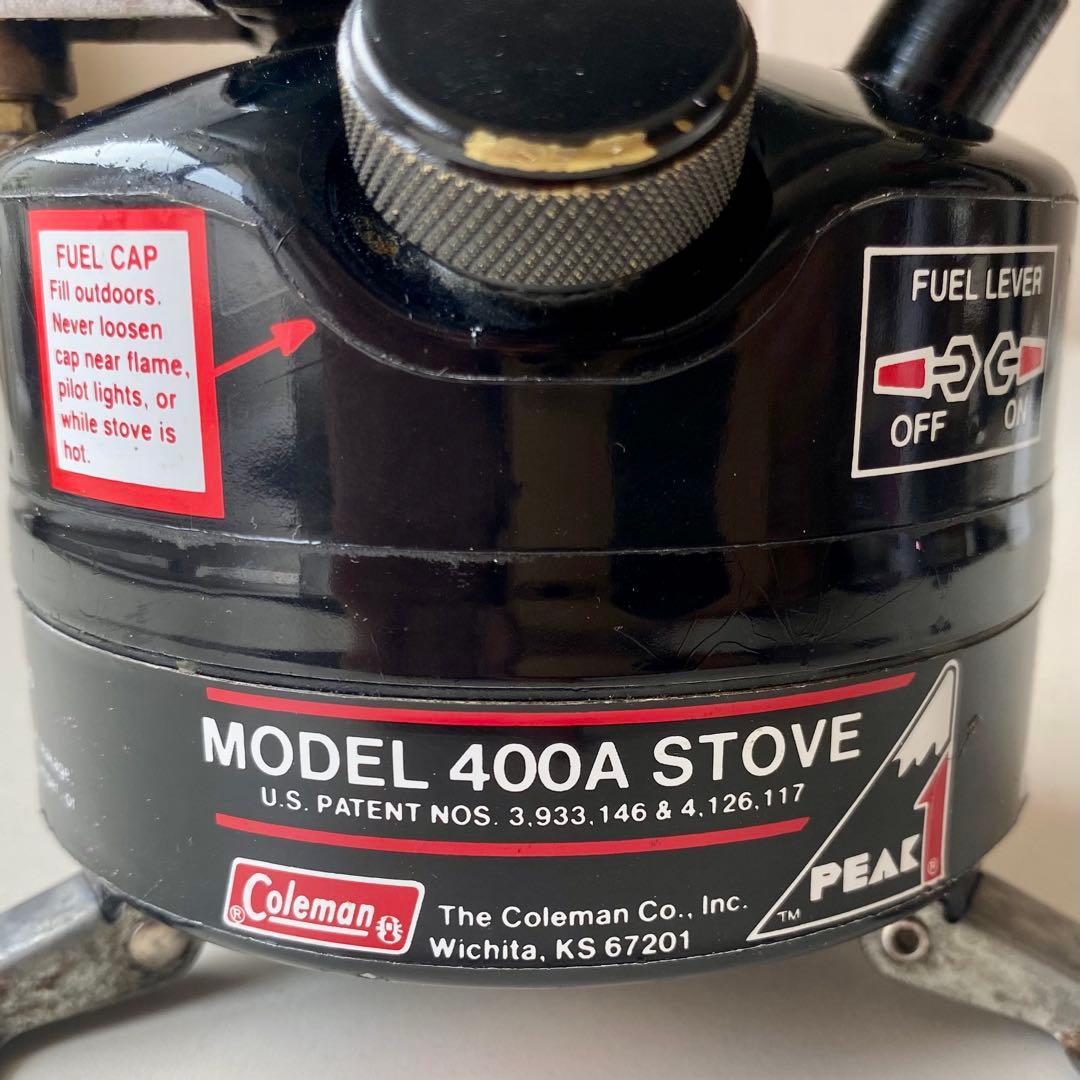 FUEL CAP
Fill outdoors.
Never loosen
cap near flame,
pilot lights, or
while stove is
hot.
FUEL LEVER
OFF ON
MODEL 400A STOVE
U.S. PATENT NOS. 3,933,146 & 4,126,117
PEAK 1®
™
®Coleman
The Coleman Co., Inc.
Wichita, KS 67201